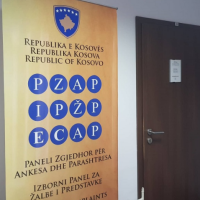 REPUBLIKA E KOSOVËS
REPUBLIKA KOSOVA
REPUBLIC OF KOSOVO
PZAP
IPŽP
ECAP
PANELI ZGJEDHOR PËR
ANKESA DHE PARASHTRESA
IZBORNI PANEL ZA
ŽALBE I PREDSTAVKE
COMPLAINTS